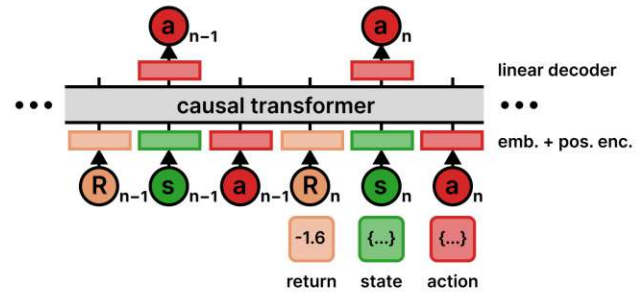 a n-1 a n
linear decoder
••• causal transformer •••
emb. + pos. enc.
R n-1 s n-1 a n-1 R n s n a n
-1.6 {...} {...}
return state action